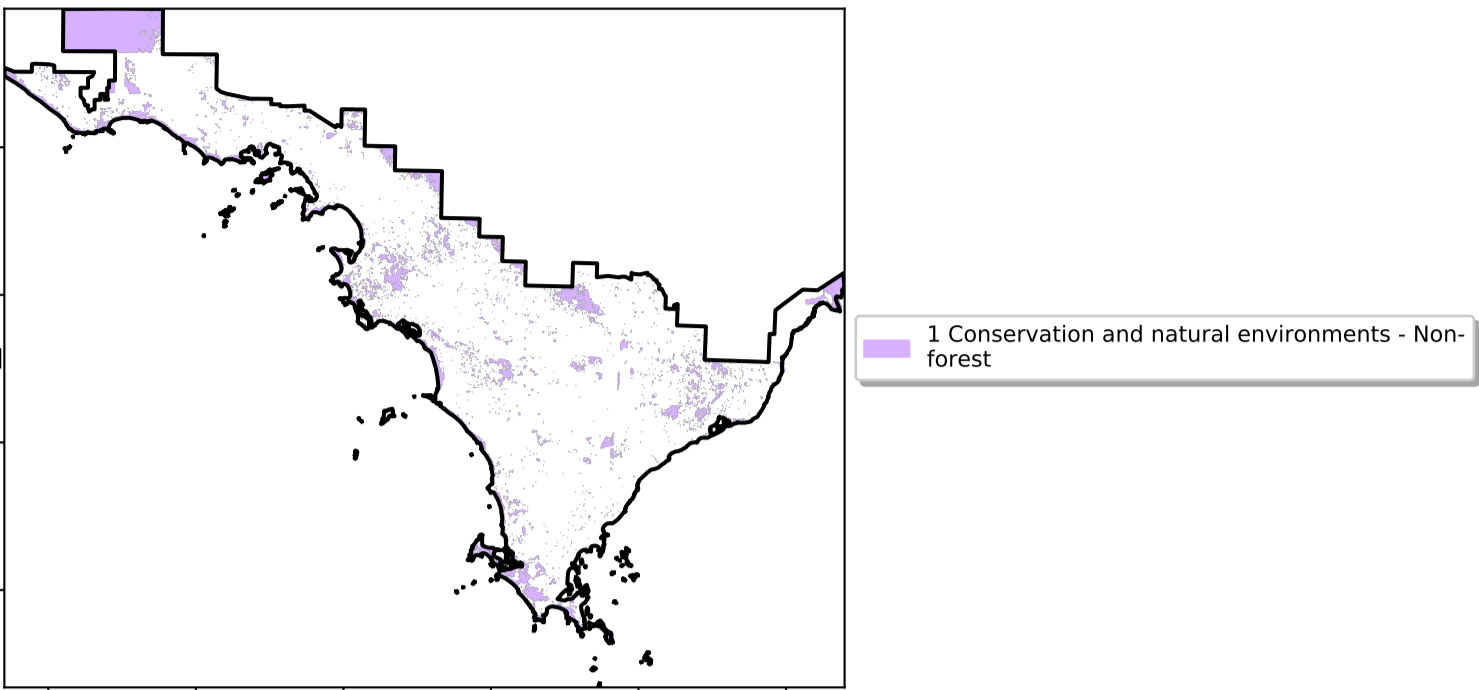 1 Conservation and natural environments - Non-
forest